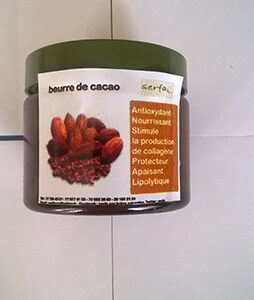 beurre de cacao
Antioxydant
Nourrissant
Stimule
la production
de collagène
Protecteur
Apaisant
Lipolytique